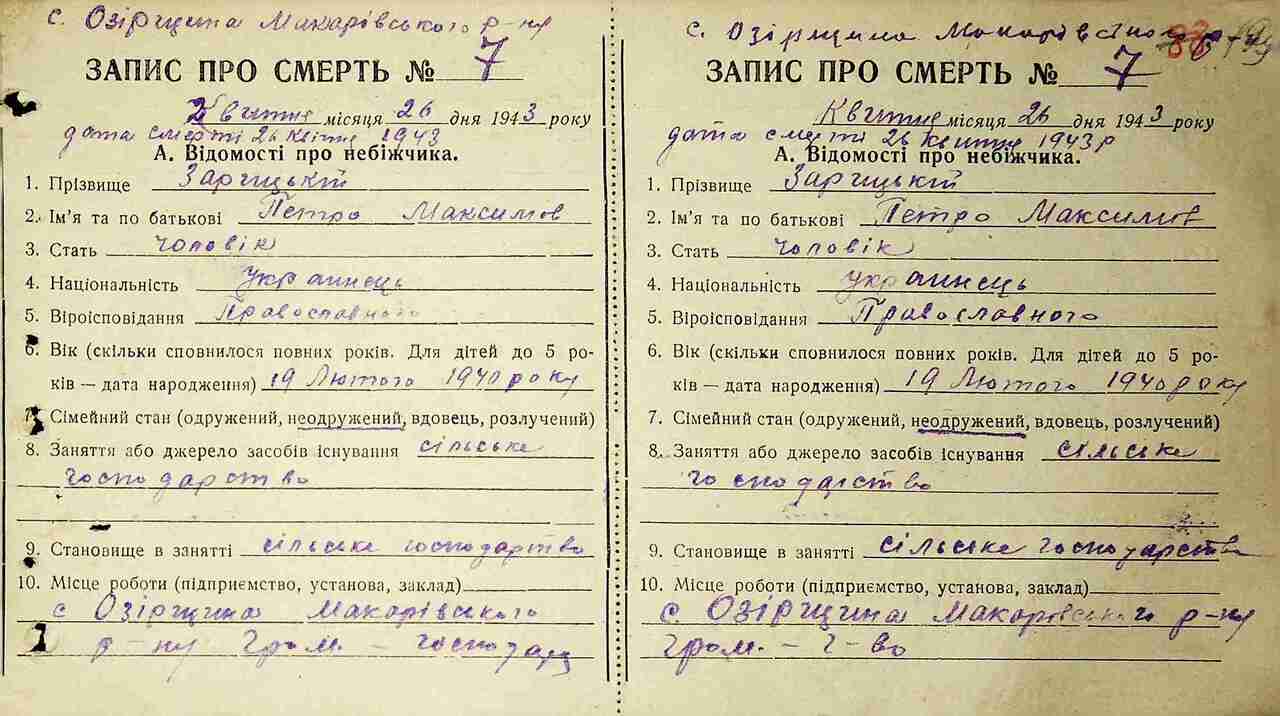 с. Озірщина Макарівського р-ну
ЗАПИС ПРО СМЕРТЬ № 7
Квітня місяця 26 дня 1943 року
дата смерті 26 Квітня 1943
А. Відомості про небіжчика.
1. Прізвище Зарицькій
2. Ім’я та по батькові Петро Максимов
3. Стать чоловік
4. Національність Украинець
5. Віроісповідання Православного
6. Вік (скільки сповнилося повних років. Для дітей до 5 ро-
ків — дата народження) 19 Лютого 1940 року
7. Сімейний стан (одружений, неодружений, вдовець, розлучений)
8. Заняття або джерело засобів існування сільське
господарство
9. Становище в занятті сільське господарство
10. Місце роботи (підприємство, установа, заклад)
с Озірщина Макарівського
р-ну Гром. - господар
с. Озірщина Макарівського
ЗАПИС ПРО СМЕРТЬ № 7
Квітня місяця 26 дня 1943 року
дата смерті 26 Квітня 1943 р
А. Відомості про небіжчика.
1. Прізвище Зарицькій
2. Ім’я та по батькові Петро Максимов
3. Стать чоловік
4. Національність Украинець
5. Віроісповідання Православного
6. Вік (скільки сповнилося повних років. Для дітей до 5 ро-
ків — дата народження) 19 Лютого 1940 року
7. Сімейний стан (одружений, неодружений, вдовець, розлучений)
8. Заняття або джерело засобів існування сільське
господарство
9. Становище в занятті сільське господарство
10. Місце роботи (підприємство, установа, заклад)
с Озірщина Макарівського р-ну
гром. - г-во